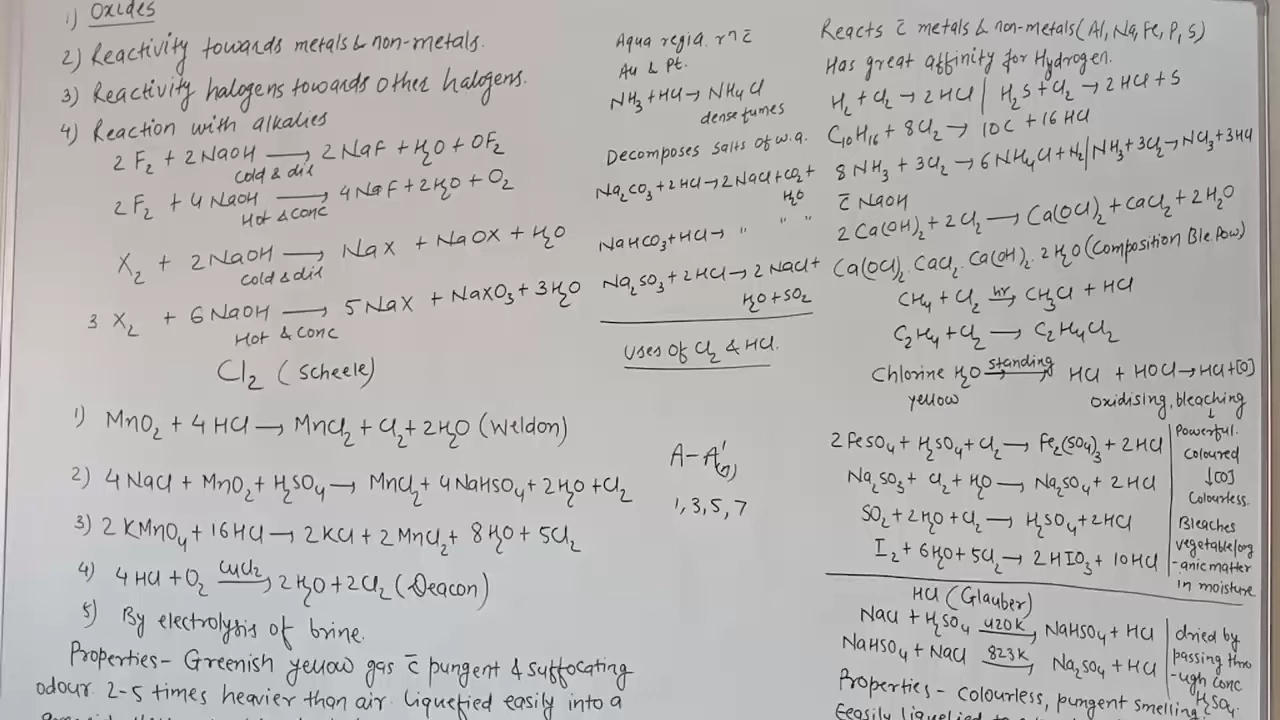 1) Oxides
2) Reactivity towards metals & non-metals.
3) Reactivity halogens towards other halogens.
4) Reaction with alkalies
2F₂ + 2NaOH ⟶ 2NaF + H₂O + OF₂
cold & dil
2F₂ + 4NaOH ⟶ 4NaF + 2H₂O + O₂
Hot & conc
X₂ + 2NaOH ⟶ NaX + NaOX + H₂O
cold & dil
3X₂ + 6NaOH ⟶ 5NaX + NaXO₃ + 3H₂O
Hot & conc
Cl₂ (Scheele)
1) MnO₂ + 4HCl → MnCl₂ + Cl₂ + 2H₂O (Weldon)
2) 4NaCl + MnO₂ + H₂SO₄ → MnCl₂ + 4NaHSO₄ + 2H₂O + Cl₂
3) 2KMnO₄ + 16HCl → 2KCl + 2MnCl₂ + 8H₂O + 5Cl₂
4) 4HCl + O₂ —CuCl₂→ 2H₂O + 2Cl₂ (Deacon)
5) By electrolysis of brine.
Properties – Greenish yellow gas c̄ pungent & suffocating
odour. 2-5 times heavier than air. Liquefied easily into a
Aqua regia. rⁿ c̄
Au & Pt.
NH₃ + HCl → NH₄Cl
dense fumes
Decomposes salts of w.a.
Na₂CO₃ + 2HCl → 2NaCl + CO₂ +
H₂O
NaHCO₃ + HCl → " " "
Na₂SO₃ + 2HCl → 2NaCl +
H₂O + SO₂
Uses of Cl₂ & HCl.
A–A'(n)
1, 3, 5, 7
Reacts c̄ metals & non-metals (Al, Na, Fe, P, S)
Has great affinity for Hydrogen.
H₂ + Cl₂ → 2HCl | H₂S + Cl₂ → 2HCl + S
C₁₀H₁₆ + 8Cl₂ → 10C + 16HCl
8NH₃ + 3Cl₂ → 6NH₄Cl + N₂ | NH₃ + 3Cl₂ → NCl₃ + 3HCl
c̄ NaOH
2Ca(OH)₂ + 2Cl₂ → Ca(OCl)₂ + CaCl₂ + 2H₂O
Ca(OCl)₂. CaCl₂. Ca(OH)₂. 2H₂O (Composition Ble. Pow)
CH₄ + Cl₂ —hν→ CH₃Cl + HCl
C₂H₄ + Cl₂ → C₂H₄Cl₂
Chlorine H₂O —standing→ HCl + HOCl → HCl + [O]
yellow oxidising, bleaching
2FeSO₄ + H₂SO₄ + Cl₂ → Fe₂(SO₄)₃ + 2HCl
Na₂SO₃ + Cl₂ + H₂O → Na₂SO₄ + 2HCl
SO₂ + 2H₂O + Cl₂ → H₂SO₄ + 2HCl
I₂ + 6H₂O + 5Cl₂ → 2HIO₃ + 10HCl
↓
Powerful.
Coloured
↓[O]
Colourless.
Bleaches
vegetable/org
-anic matter
in moisture
HCl (Glauber)
NaCl + H₂SO₄ —420K→ NaHSO₄ + HCl
NaHSO₄ + NaCl —823K→ Na₂SO₄ + HCl
dried by
passing thro
-ugh conc
H₂SO₄.
Properties – colourless, pungent smelling